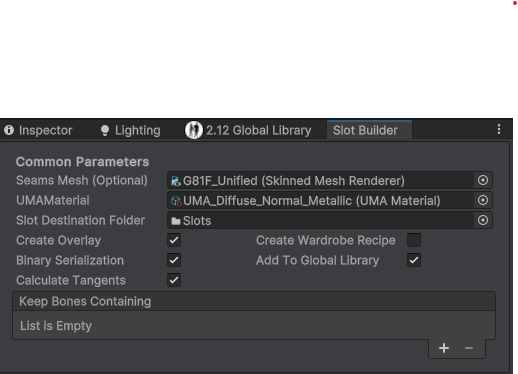 Inspector Lighting 2.12 Global Library Slot Builder
Common Parameters
Seams Mesh (Optional) G81F_Unified (Skinned Mesh Renderer)
UMAMaterial UMA_Diffuse_Normal_Metallic (UMA Material)
Slot Destination Folder Slots
Create Overlay Create Wardrobe Recipe
Binary Serialization Add To Global Library
Calculate Tangents
Keep Bones Containing
List is Empty